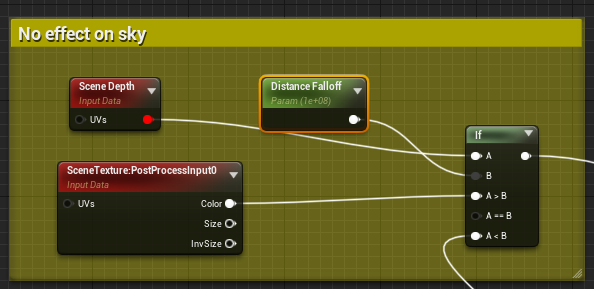 No effect on sky
Scene Depth
Input Data
UVs
Distance Falloff
Param (1e+08)
If
A
B
A > B
A == B
A < B
SceneTexture:PostProcessInput0
Input Data
UVs
Color
Size
InvSize